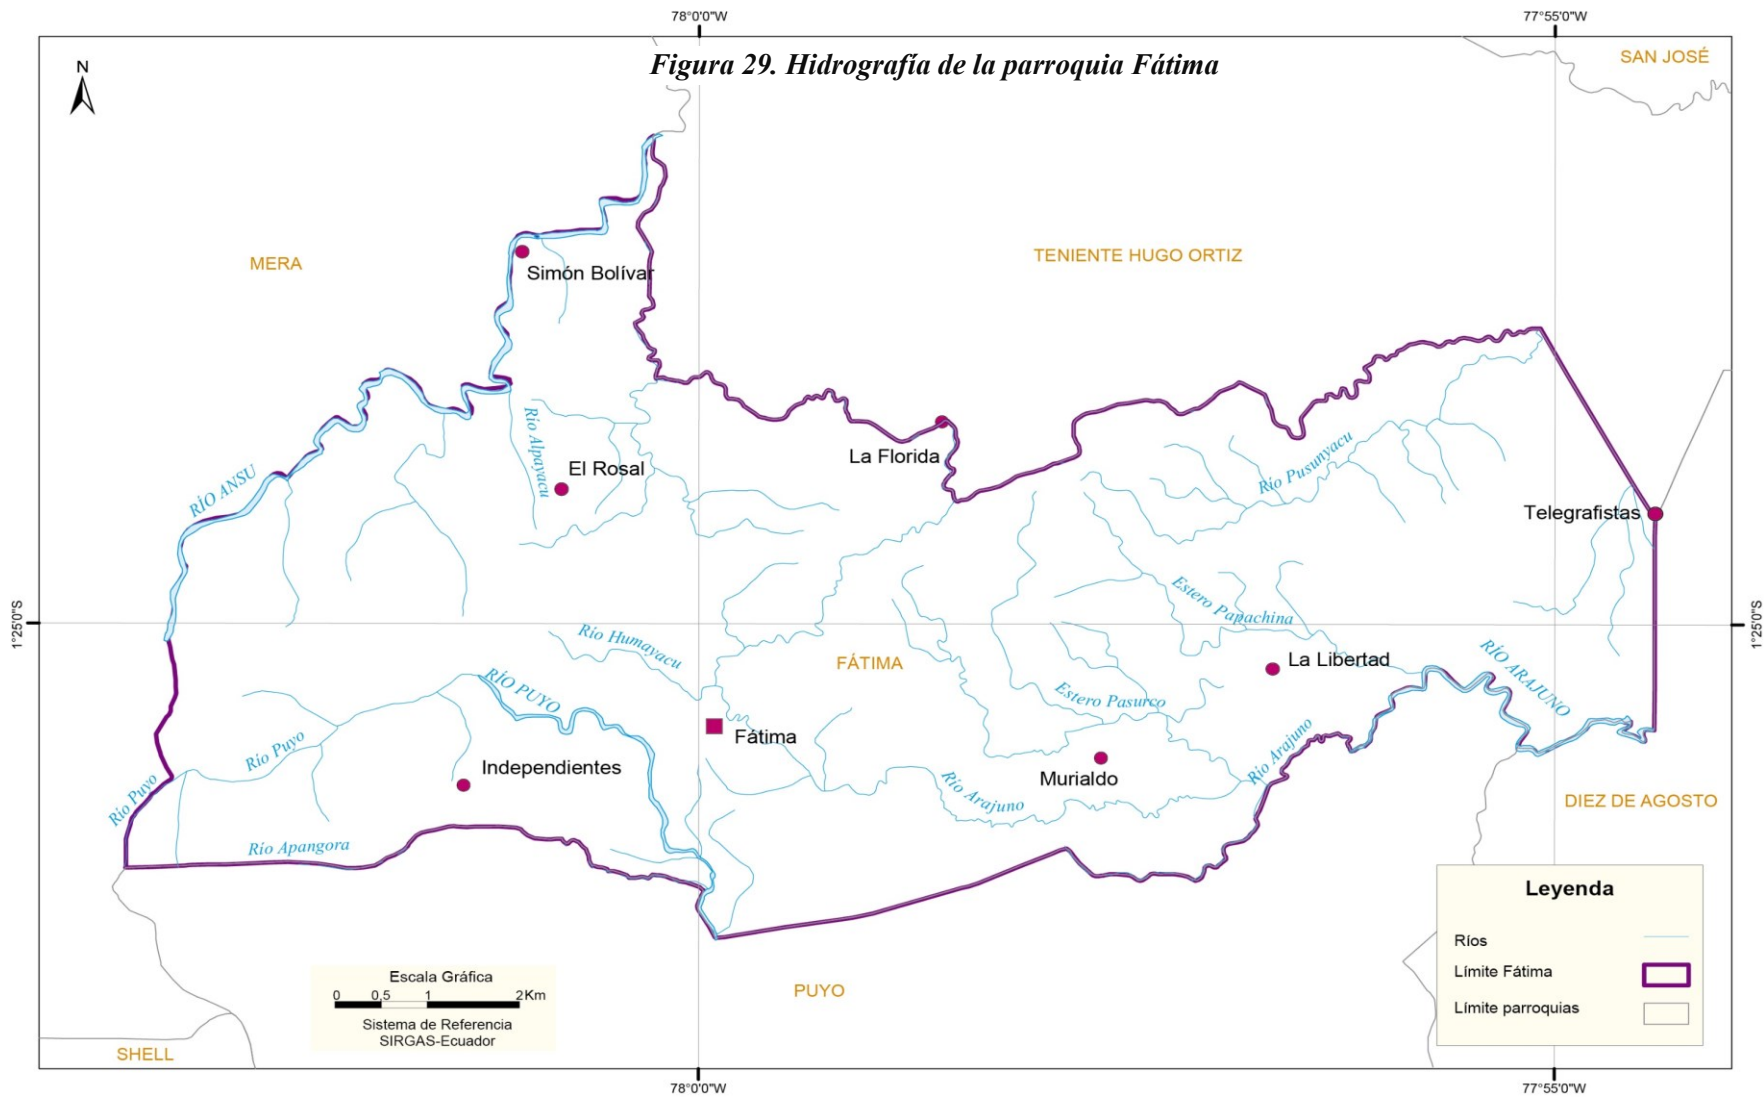 78°0'0"W
77°55'0"W
Figura 29. Hidrografía de la parroquia Fátima
SAN JOSÉ
N
MERA
TENIENTE HUGO ORTIZ
Simón Bolívar
Río Alpayacu
La Florida
El Rosal
RÍO ANSU
Río Pusunyacu
Telegrafistas
1°25'0"S
1°25'0"S
Estero Papachina
Río Humayacu
FÁTIMA
La Libertad
RÍO ARAJUNO
RÍO PUYO
Estero Pasurco
Fátima
Río Puyo
Independientes
Murialdo
Río Arajuno
Río Arajuno
Río Puyo
DIEZ DE AGOSTO
Río Apangora
Leyenda
Ríos
Límite Fátima
Límite parroquias
Escala Gráfica
0 0,5 1 2 Km
Sistema de Referencia
SIRGAS-Ecuador
PUYO
SHELL
78°0'0"W
77°55'0"W